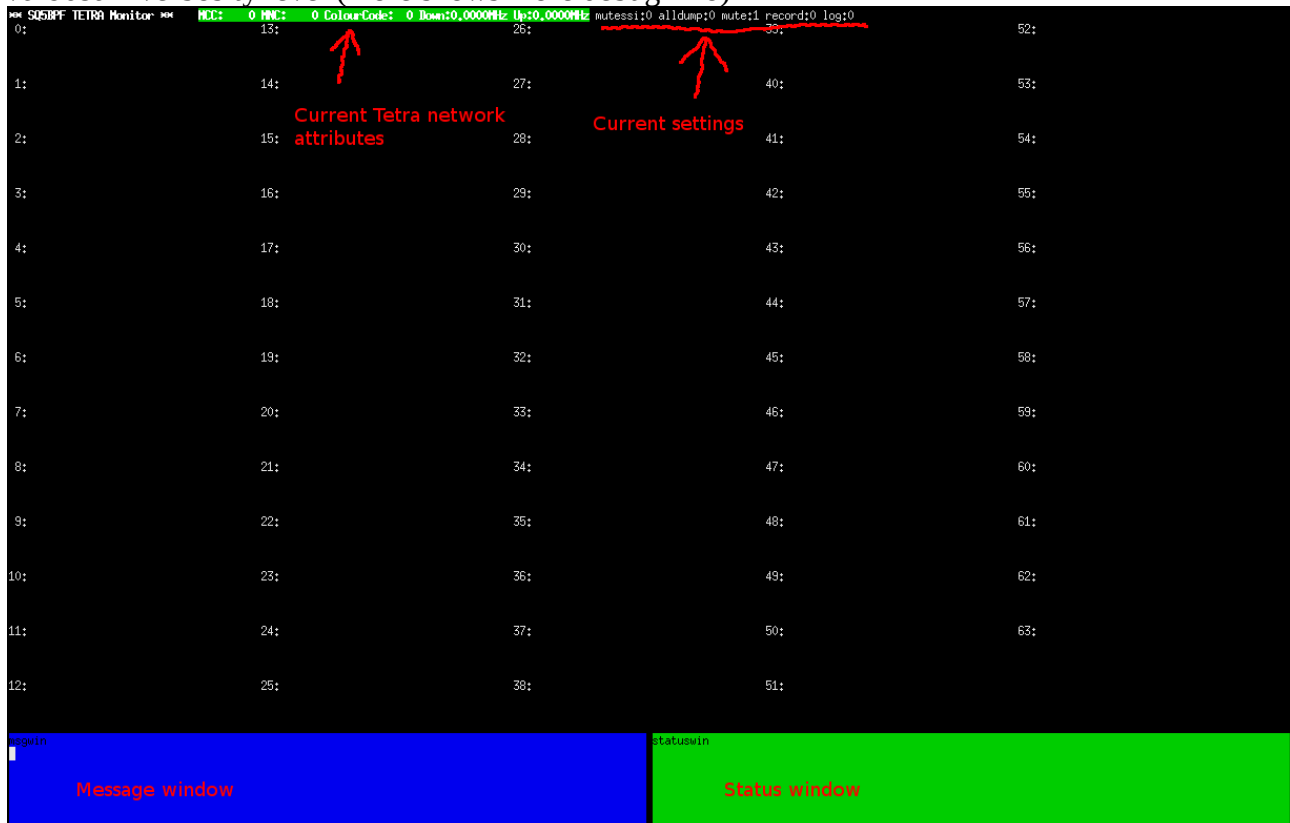 ** SQ5BPF TETRA Monitor ** MCC: 0 MNC: 0 ColourCode: 0 Down:0.0000MHz Up:0.0000MHz mutessi:0 alldump:0 mute:1 record:0 log:0
0: 13: 26: 39: 52:
1: 14: 27: 40: 53:
Current Tetra network attributes
Current settings
2: 15: 28: 41: 54:
3: 16: 29: 42: 55:
4: 17: 30: 43: 56:
5: 18: 31: 44: 57:
6: 19: 32: 45: 58:
7: 20: 33: 46: 59:
8: 21: 34: 47: 60:
9: 22: 35: 48: 61:
10: 23: 36: 49: 62:
11: 24: 37: 50: 63:
12: 25: 38: 51:
msgwin statuswin
Message window Status window